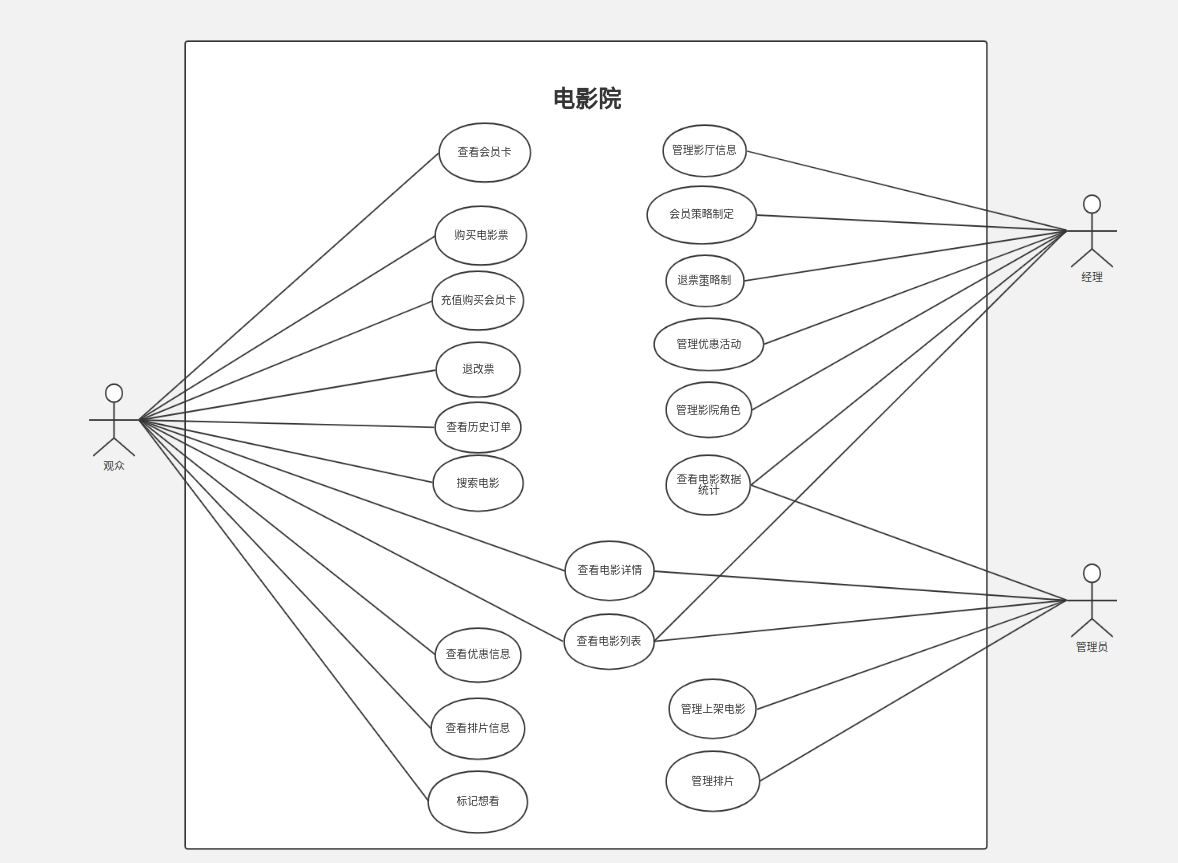 电影院
查看会员卡
购买电影票
充值购买会员卡
退改票
查看历史订单
搜索电影
查看优惠信息
查看排片信息
标记想看
查看电影详情
查看电影列表
管理影厅信息
会员策略制定
退票策略制
管理优惠活动
管理影院角色
查看电影数据
统计
管理上架电影
管理排片
观众
经理
管理员